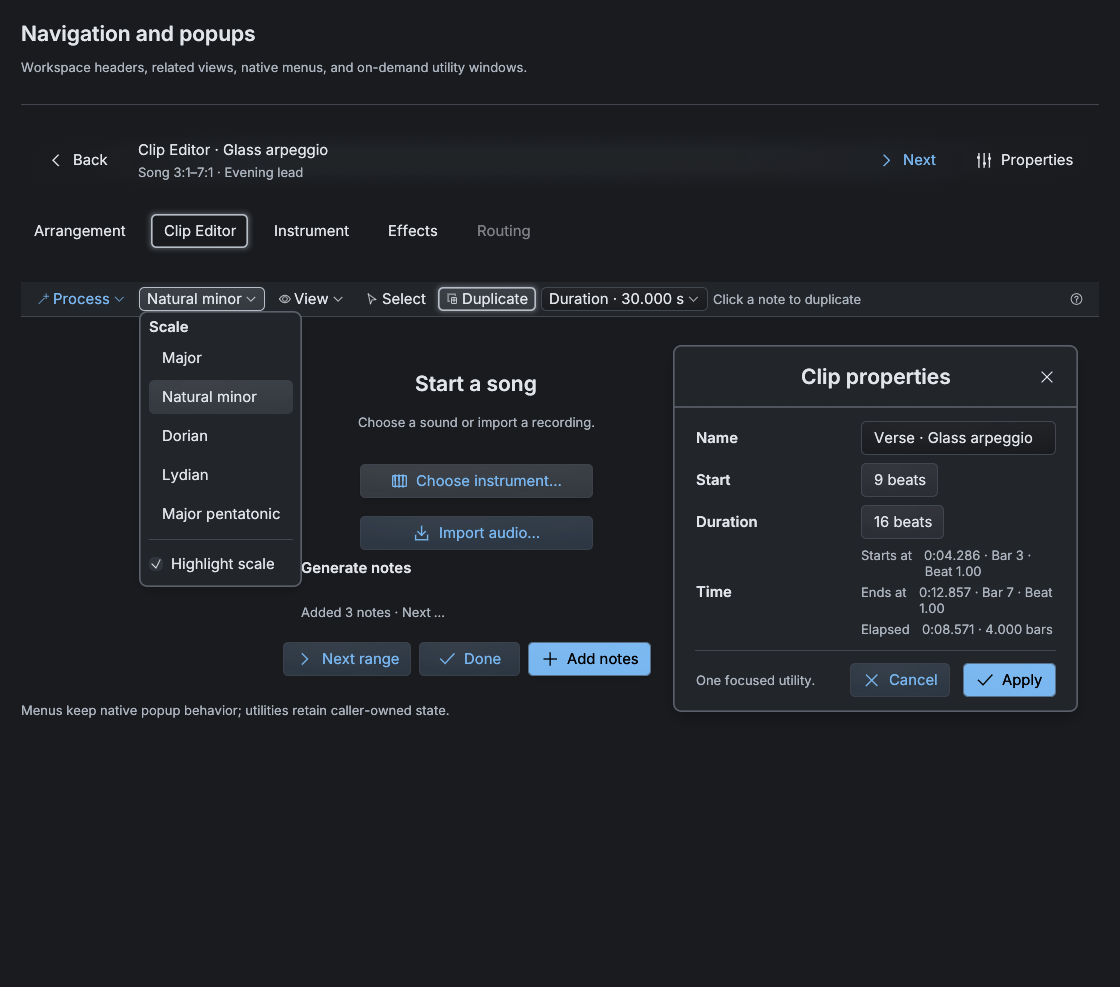 Navigation and popups
Workspace headers, related views, native menus, and on-demand utility windows.
Back
Clip Editor · Glass arpeggio
Song 3:1–7:1 · Evening lead
Next
Properties
Arrangement
Clip Editor
Instrument
Effects
Routing
Process
Natural minor
View
Select
Duplicate
Duration · 30.000 s
Click a note to duplicate
Scale
Major
Natural minor
Dorian
Lydian
Major pentatonic
Highlight scale
Start a song
Choose a sound or import a recording.
Choose instrument...
Import audio...
Generate notes
Added 3 notes · Next ...
Next range
Done
Add notes
Clip properties
Name
Verse · Glass arpeggio
Start
9 beats
Duration
16 beats
Time
Starts at 0:04.286 · Bar 3 ·
Beat 1.00
Ends at 0:12.857 · Bar 7 · Beat
1.00
Elapsed 0:08.571 · 4.000 bars
One focused utility.
Cancel
Apply
Menus keep native popup behavior; utilities retain caller-owned state.